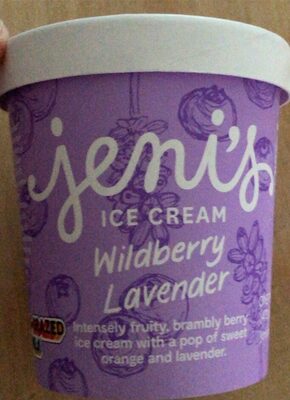 jeni's
ICE CREAM
Wildberry
Lavender
Intensely fruity, brambly berry
ice cream with a pop of sweet
orange and lavender.